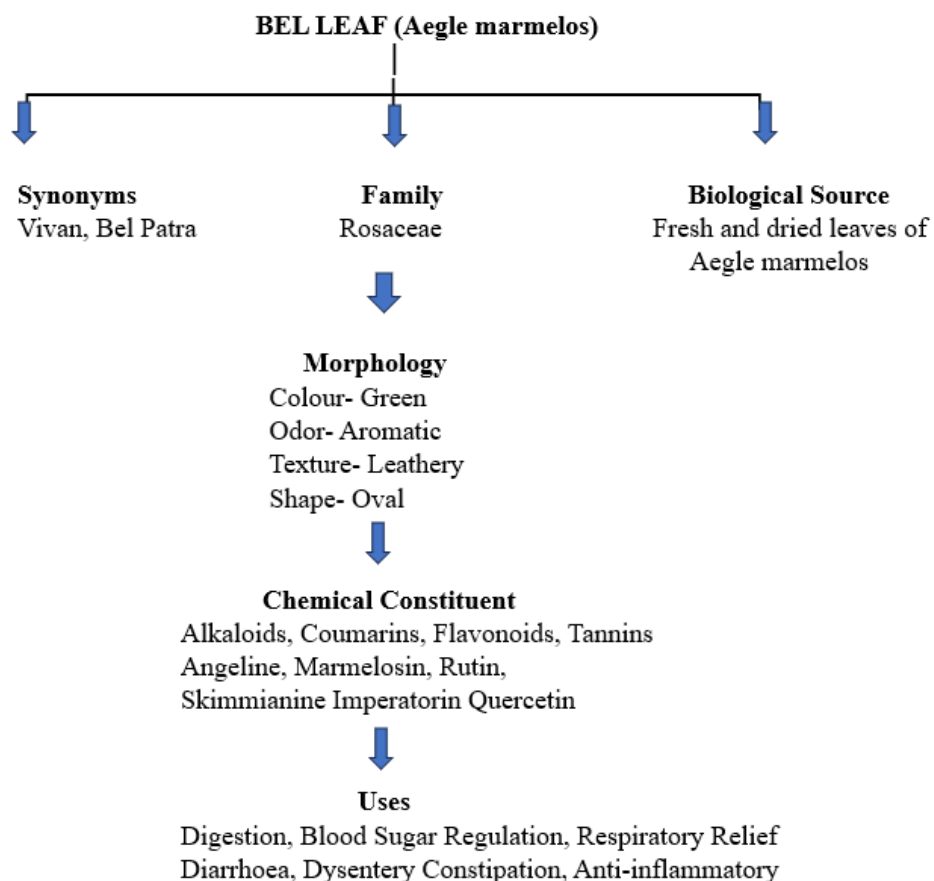 BEL LEAF (Aegle marmelos)
Synonyms
Vivan, Bel Patra
Family
Rosaceae
Biological Source
Fresh and dried leaves of
Aegle marmelos
Morphology
Colour- Green
Odor- Aromatic
Texture- Leathery
Shape- Oval
Chemical Constituent
Alkaloids, Coumarins, Flavonoids, Tannins
Angeline, Marmelosin, Rutin,
Skimmianine Imperatorin Quercetin
Uses
Digestion, Blood Sugar Regulation, Respiratory Relief
Diarrhoea, Dysentery Constipation, Anti-inflammatory